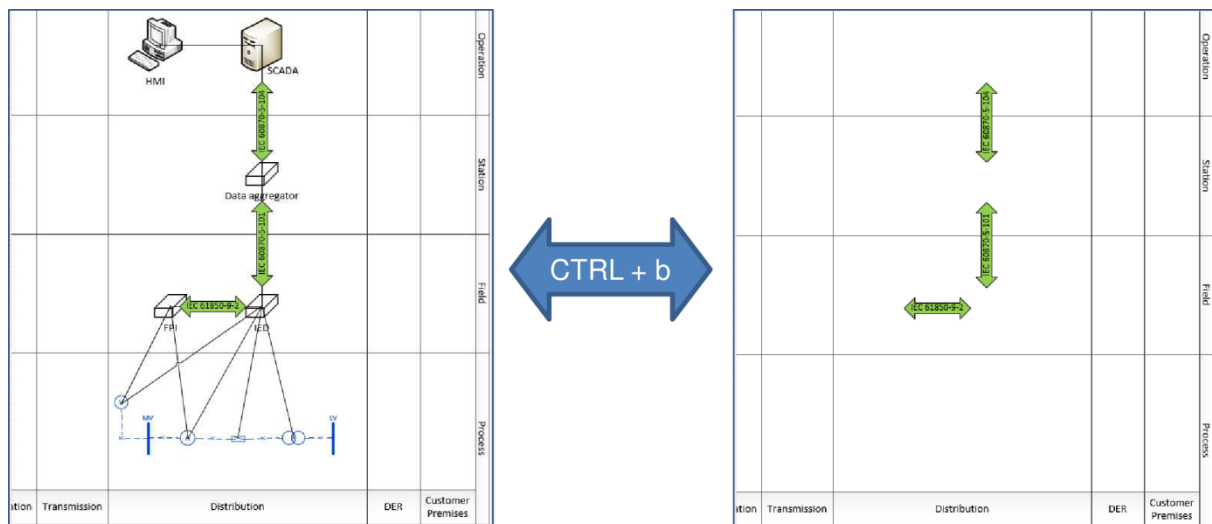 HMI
SCADA
IEC 60870-5-104
Operation
Data aggregator
Station
IEC 60870-5-101
IEC 61850-9-2
FPI
IED
Field
MV
LV
Process
ation
Transmission
Distribution
DER
Customer
Premises
CTRL + b
IEC 60870-5-104
Operation
Station
IEC 60870-5-101
IEC 61850-9-2
Field
Process
ation
Transmission
Distribution
DER
Customer
Premises